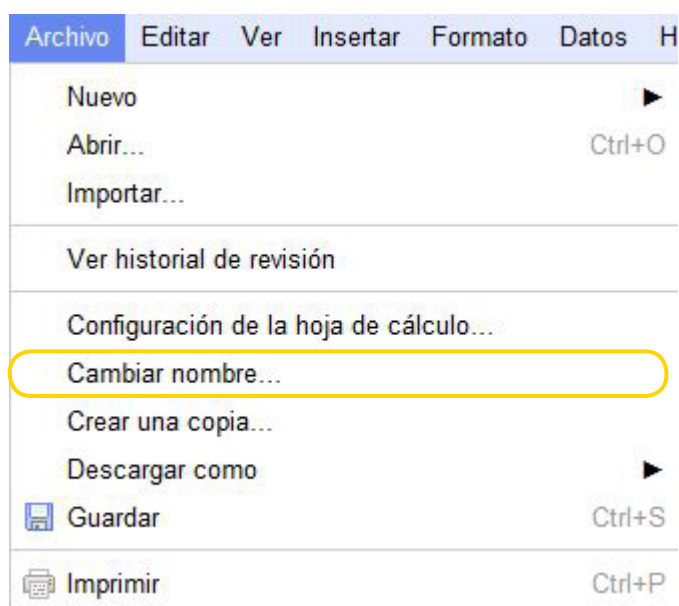 Archivo Editar Ver Insertar Formato Datos H
Nuevo
Abrir... Ctrl+O
Importar...
Ver historial de revisión
Configuración de la hoja de cálculo...
Cambiar nombre...
Crear una copia...
Descargar como
Guardar Ctrl+S
Imprimir Ctrl+P